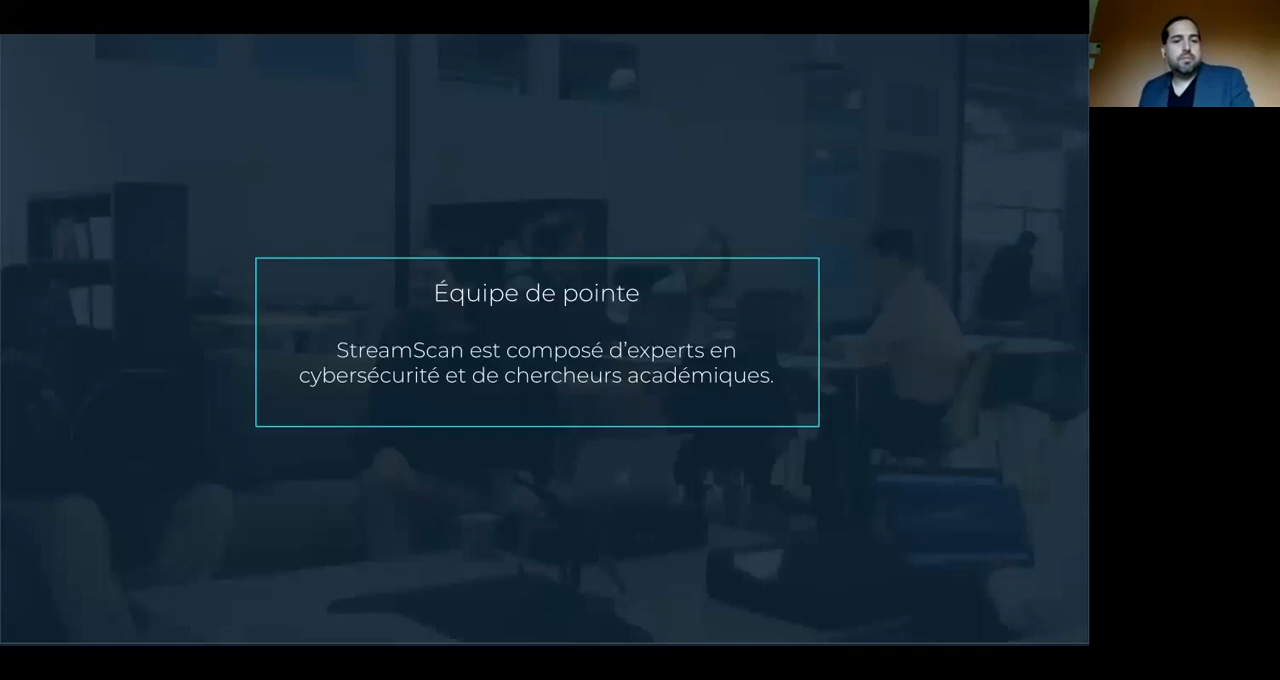 Équipe de pointe
StreamScan est composé d’experts en
cybersécurité et de chercheurs académiques.